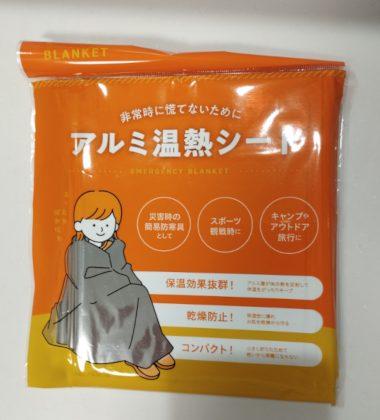 BLANKET
非常時に慌てないために
アルミ温熱シート
EMERGENCY BLANKET
災害時の
簡易防寒具
として
スポーツ
観戦時に
キャンプや
アウトドア
旅行に
保温効果抜群!
乾燥防止!
コンパクト!